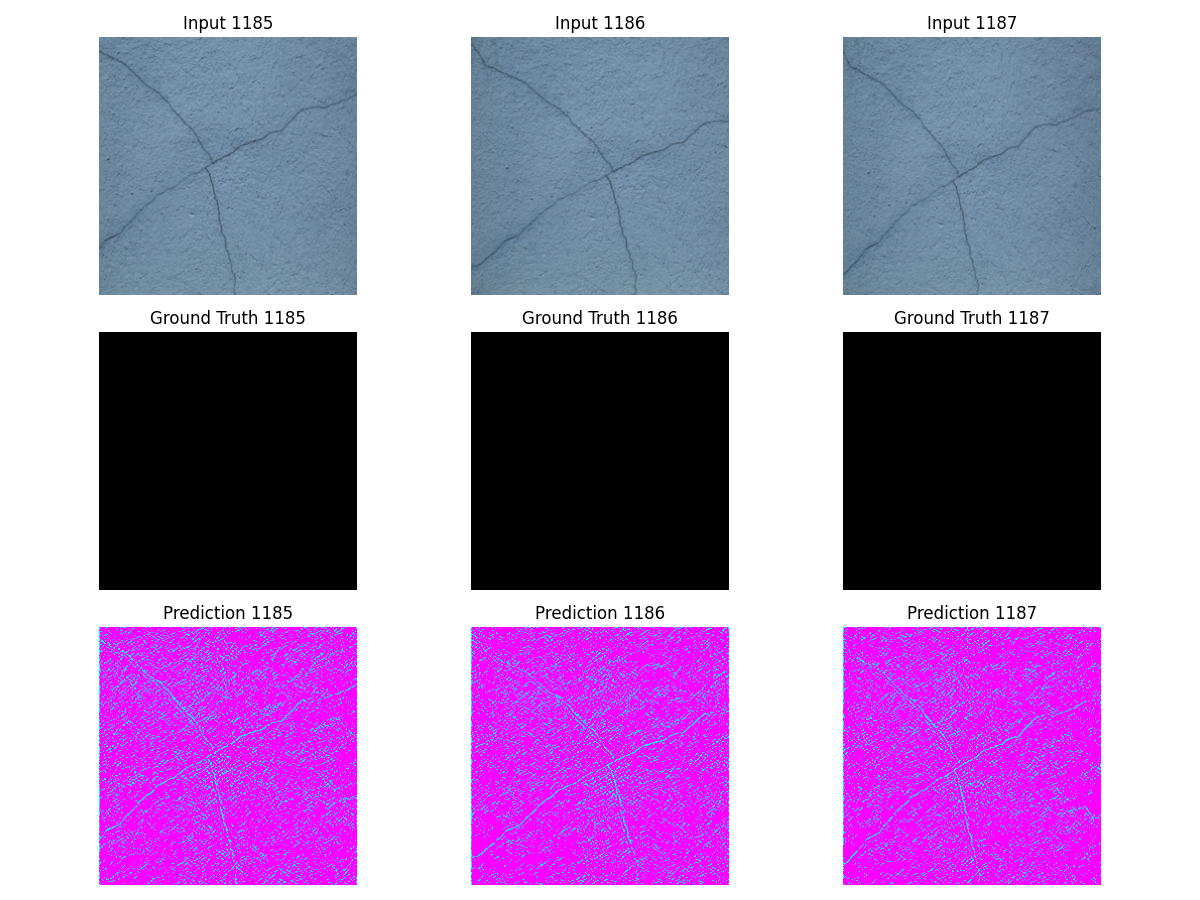 Input 1185
Input 1186
Input 1187
Ground Truth 1185
Ground Truth 1186
Ground Truth 1187
Prediction 1185
Prediction 1186
Prediction 1187